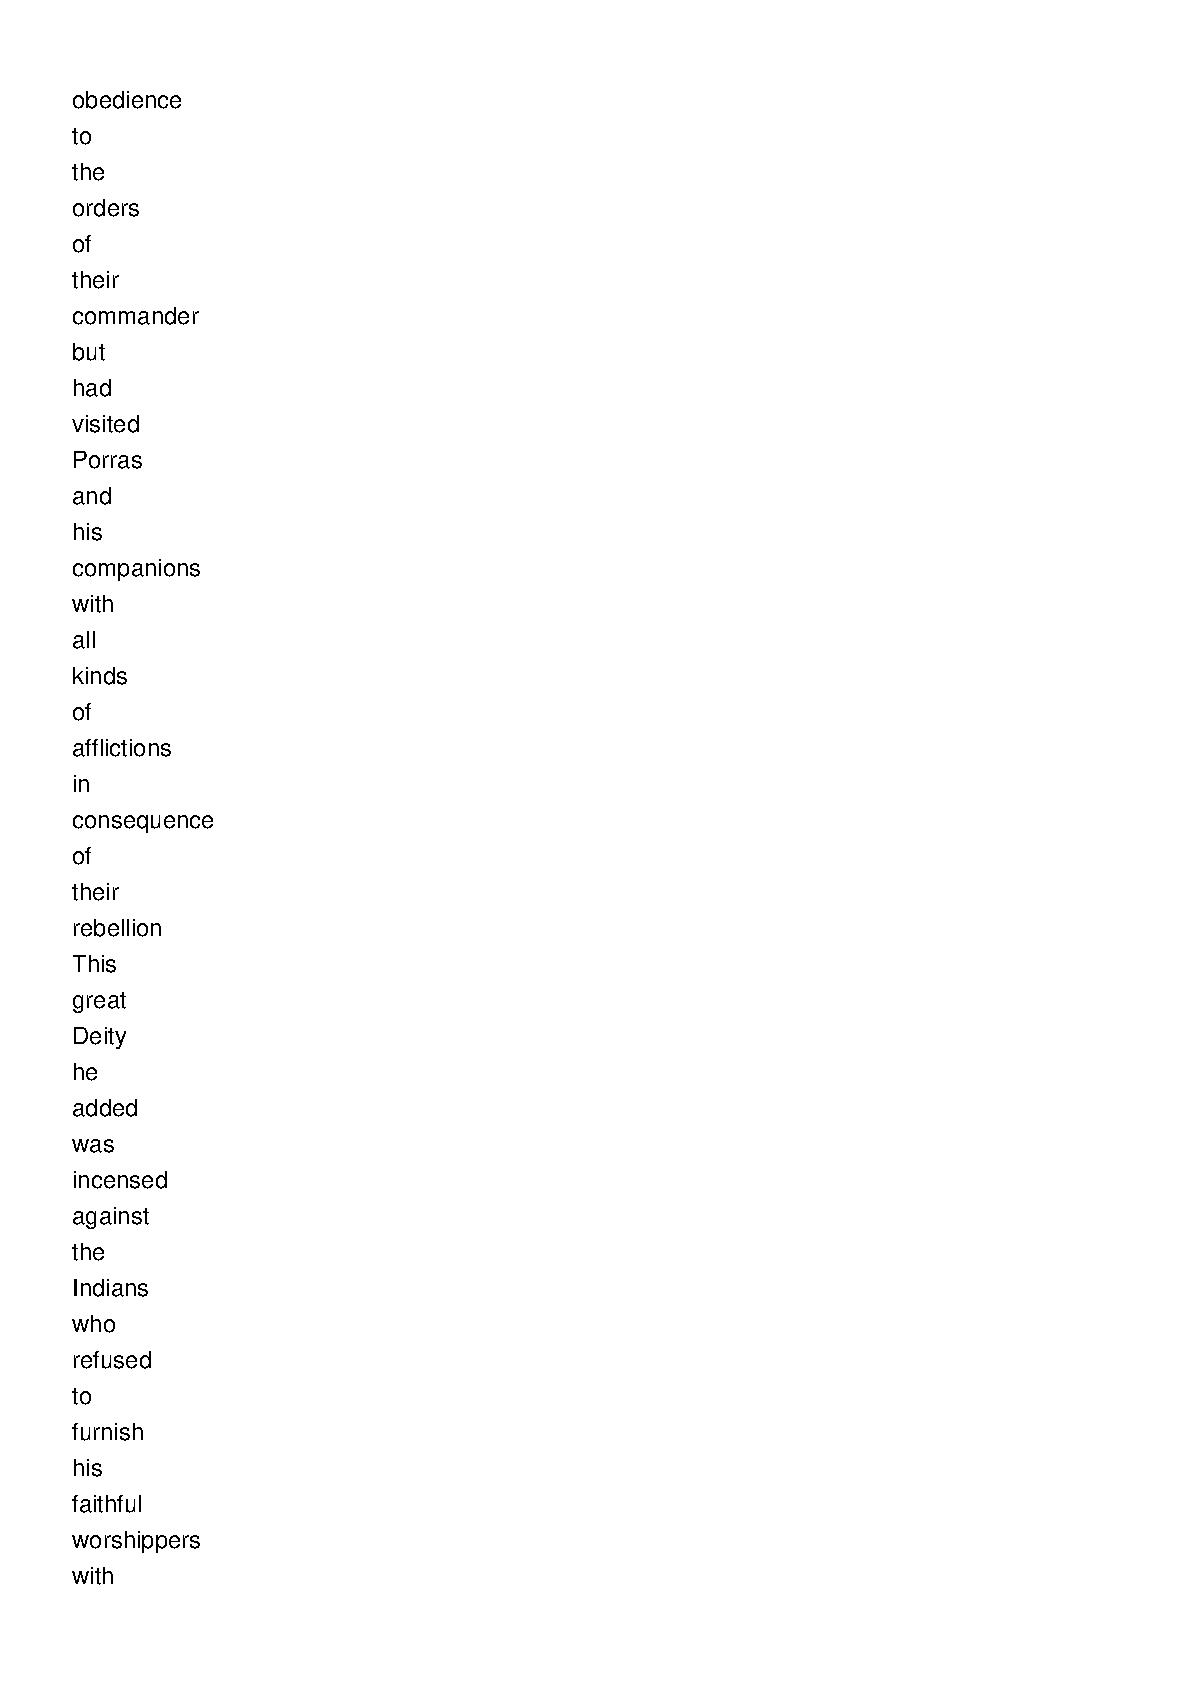 obedience
to
the
orders
of
their
commander
but
had
visited
Porras
and
his
companions
with
all
kinds
of
afflictions
in
consequence
of
their
rebellion
This
great
Deity
he
added
was
incensed
against
the
Indians
who
refused
to
furnish
his
faithful
worshippers
with